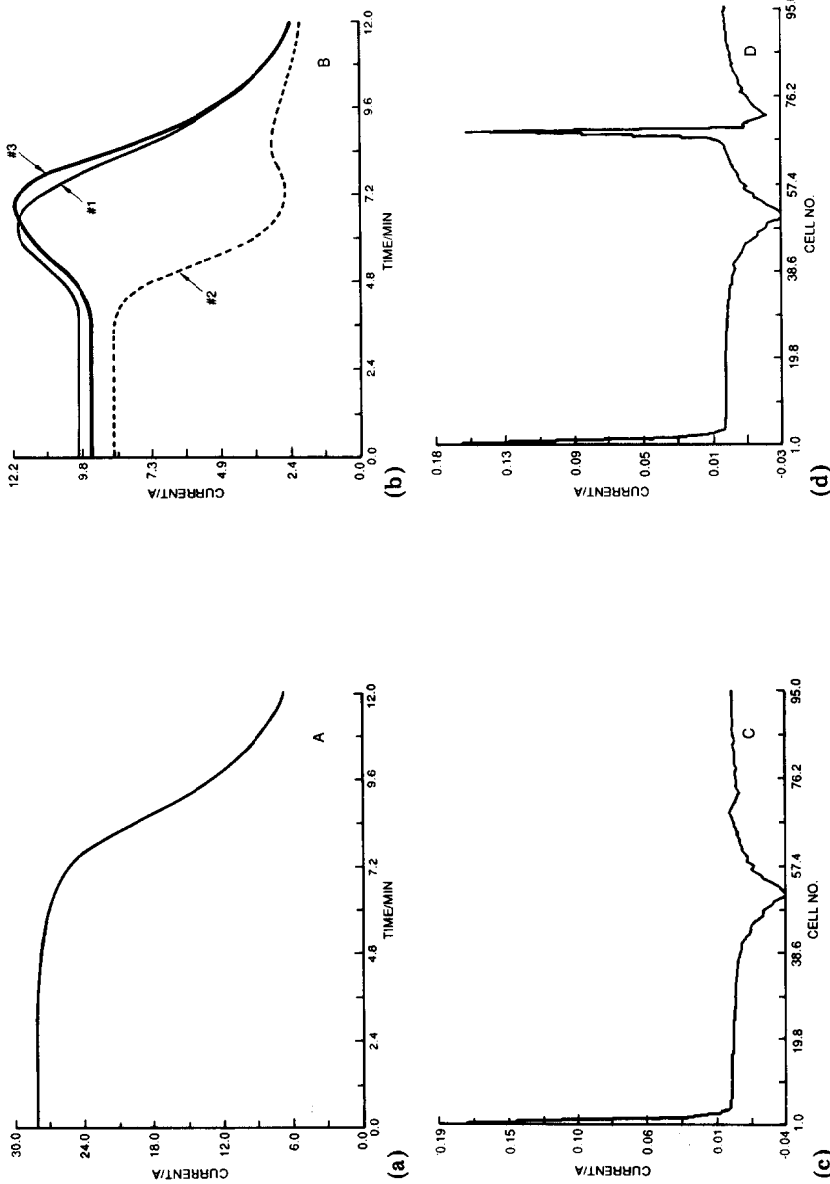 30.0
24.0
18.0
12.0
6.0
CURRENT/A
A
0.0 2.4 4.8 7.2 9.6 12.0
TIME/MIN
(a)
12.2
9.8
7.3
4.9
2.4
0.0
CURRENT/A
#3
#1
#2
B
0.0 2.4 4.8 7.2 9.6 12.0
TIME/MIN
(b)
0.19
0.15
0.10
0.06
0.01
-0.04
CURRENT/A
C
1.0 19.8 38.6 57.4 76.2 95.0
CELL NO.
(c)
0.18
0.13
0.09
0.05
0.01
-0.03
CURRENT/A
D
1.0 19.8 38.6 57.4 76.2 95.0
CELL NO.
(d)